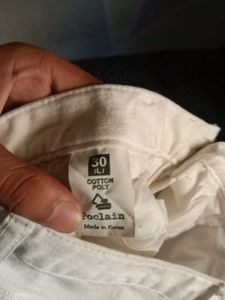 30
(L)
COTTON
POLY
Poclain
Made in Korea